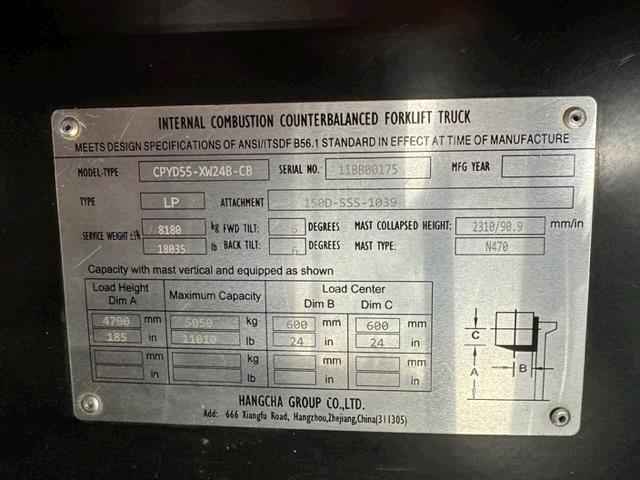 INTERNAL COMBUSTION COUNTERBALANCED FORKLIFT TRUCK
MEETS DESIGN SPECIFICATIONS OF ANSI/ITSDF B56.1 STANDARD IN EFFECT AT TIME OF MANUFACTURE
MODEL-TYPE CPYD55-XW24B-CB SERIAL NO. 11BB00175 MFG YEAR
TYPE LP ATTACHMENT 150D-SSS-1039
SERVICE WEIGHT ±5% 8180 kg FWD TILT: 6 DEGREES MAST COLLAPSED HEIGHT: 2310/90.9 mm/in
18035 lb BACK TILT: 6 DEGREES MAST TYPE: N470
Capacity with mast vertical and equipped as shown
Load Height Dim A Maximum Capacity Load Center Dim B Dim C
mm 5050 kg 600 mm 600 mm
185 in 11010 lb 24 in 24 in
mm kg mm mm
in lb in in
C
A B
HANGCHA GROUP CO.,LTD.
Add: 666 Xiangfu Road, Hangzhou,Zhejiang,China(311305)